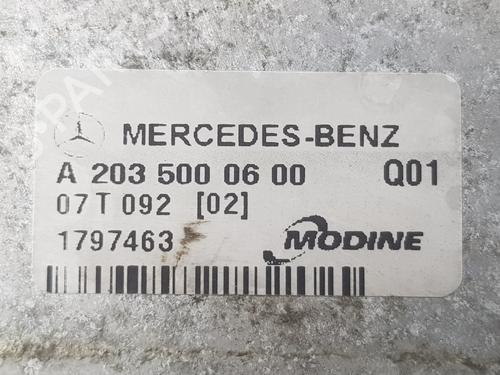 MERCEDES-BENZ
A 203 500 06 00 Q01
07T 092 [02]
1797463 MODINE